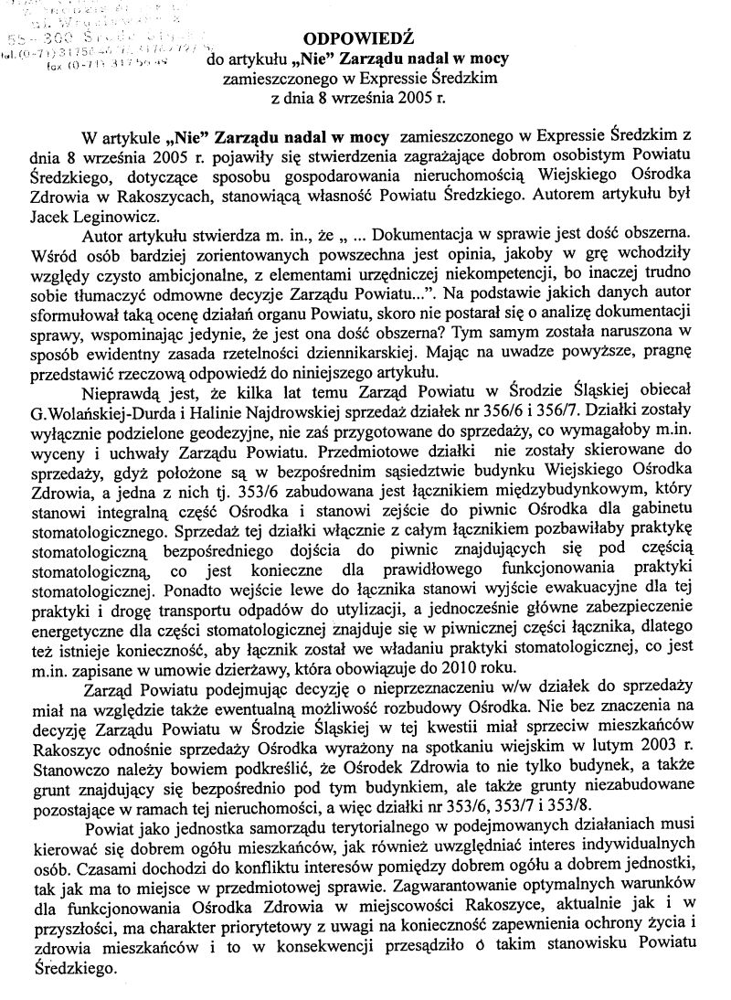 55-300 Środa
fax (0-71) 317 56
ODPOWIEDŹ
do artykułu „Nie” Zarządu nadal w mocy
zamieszczonego w Expressie Średzkim
z dnia 8 września 2005 r.
W artykule „Nie” Zarządu nadal w mocy zamieszczonego w Expressie Średzkim z
dnia 8 września 2005 r. pojawiły się stwierdzenia zagrażające dobrom osobistym Powiatu
Średzkiego, dotyczące sposobu gospodarowania nieruchomością Wiejskiego Ośrodka
Zdrowia w Rakoszycach, stanowiącą własność Powiatu Średzkiego. Autorem artykułu był
Jacek Leginowicz.
Autor artykułu stwierdza m. in., że „ ... Dokumentacja w sprawie jest dość obszerna.
Wśród osób bardziej zorientowanych powszechna jest opinia, jakoby w grę wchodziły
względy czysto ambicjonalne, z elementami urzędniczej niekompetencji, bo inaczej trudno
sobie tłumaczyć odmowne decyzje Zarządu Powiatu...”. Na podstawie jakich danych autor
sformułował taką ocenę działań organu Powiatu, skoro nie postarał się o analizę dokumentacji
sprawy, wspominając jedynie, że jest ona dość obszerna? Tym samym została naruszona w
sposób ewidentny zasada rzetelności dziennikarskiej. Mając na uwadze powyższe, pragnę
przedstawić rzeczową odpowiedź do niniejszego artykułu.
Nieprawdą jest, że kilka lat temu Zarząd Powiatu w Środzie Śląskiej obiecał
G.Wolańskiej-Durda i Halinie Najdrowskiej sprzedaż działek nr 356/6 i 356/7. Działki zostały
wyłącznie podzielone geodezyjne, nie zaś przygotowane do sprzedaży, co wymagałoby m.in.
wyceny i uchwały Zarządu Powiatu. Przedmiotowe działki nie zostały skierowane do
sprzedaży, gdyż położone są w bezpośrednim sąsiedztwie budynku Wiejskiego Ośrodka
Zdrowia, a jedna z nich tj. 353/6 zabudowana jest łącznikiem międzybudynkowym, który
stanowi integralną część Ośrodka i stanowi zejście do piwnic Ośrodka dla gabinetu
stomatologicznego. Sprzedaż tej działki włącznie z całym łącznikiem pozbawiłaby praktykę
stomatologiczną bezpośredniego dojścia do piwnic znajdujących się pod częścią
stomatologiczną, co jest konieczne dla prawidłowego funkcjonowania praktyki
stomatologicznej. Ponadto wejście lewe do łącznika stanowi wyjście ewakuacyjne dla tej
praktyki i drogę transportu odpadów do utylizacji, a jednocześnie główne zabezpieczenie
energetyczne dla części stomatologicznej znajduje się w piwnicznej części łącznika, dlatego
też istnieje konieczność, aby łącznik został we władaniu praktyki stomatologicznej, co jest
m.in. zapisane w umowie dzierżawy, która obowiązuje do 2010 roku.
Zarząd Powiatu podejmując decyzję o nieprzeznaczeniu w/w działek do sprzedaży
miał na względzie także ewentualną możliwość rozbudowy Ośrodka. Nie bez znaczenia na
decyzję Zarządu Powiatu w Środzie Śląskiej w tej kwestii miał sprzeciw mieszkańców
Rakoszyc odnośnie sprzedaży Ośrodka wyrażony na spotkaniu wiejskim w lutym 2003 r.
Stanowczo należy bowiem podkreślić, że Ośrodek Zdrowia to nie tylko budynek, a także
grunt znajdujący się bezpośrednio pod tym budynkiem, ale także grunty niezabudowane
pozostające w ramach tej nieruchomości, a więc działki nr 353/6, 353/7 i 353/8.
Powiat jako jednostka samorządu terytorialnego w podejmowanych działaniach musi
kierować się dobrem ogółu mieszkańców, jak również uwzględniać interes indywidualnych
osób. Czasami dochodzi do konfliktu interesów pomiędzy dobrem ogółu a dobrem jednostki,
tak jak ma to miejsce w przedmiotowej sprawie. Zagwarantowanie optymalnych warunków
dla funkcjonowania Ośrodka Zdrowia w miejscowości Rakoszyce, aktualnie jak i w
przyszłości, ma charakter priorytetowy z uwagi na konieczność zapewnienia ochrony życia i
zdrowia mieszkańców i to w konsekwencji przesądziło o takim stanowisku Powiatu
Średzkiego.